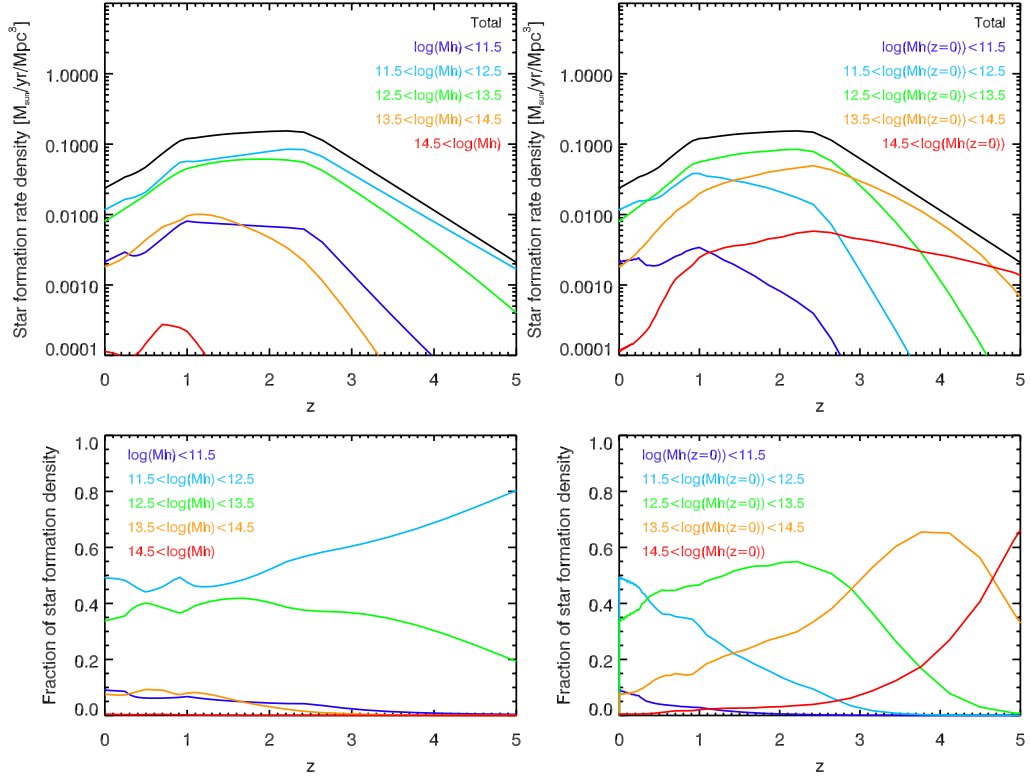 Star formation rate density [M_sun/yr/Mpc³]
1.0000
0.1000
0.0100
0.0010
0.0001
Total
log(Mh)<11.5
11.5<log(Mh)<12.5
12.5<log(Mh)<13.5
13.5<log(Mh)<14.5
14.5<log(Mh)
0 1 2 3 4 5
z
Star formation rate density [M_sun/yr/Mpc³]
1.0000
0.1000
0.0100
0.0010
0.0001
Total
log(Mh(z=0))<11.5
11.5<log(Mh(z=0))<12.5
12.5<log(Mh(z=0))<13.5
13.5<log(Mh(z=0))<14.5
14.5<log(Mh(z=0))
0 1 2 3 4 5
z
Fraction of star formation density
1.0
0.8
0.6
0.4
0.2
0.0
log(Mh)<11.5
11.5<log(Mh)<12.5
12.5<log(Mh)<13.5
13.5<log(Mh)<14.5
14.5<log(Mh)
0 1 2 3 4 5
z
Fraction of star formation density
1.0
0.8
0.6
0.4
0.2
0.0
log(Mh(z=0))<11.5
11.5<log(Mh(z=0))<12.5
12.5<log(Mh(z=0))<13.5
13.5<log(Mh(z=0))<14.5
14.5<log(Mh(z=0))
0 1 2 3 4 5
z